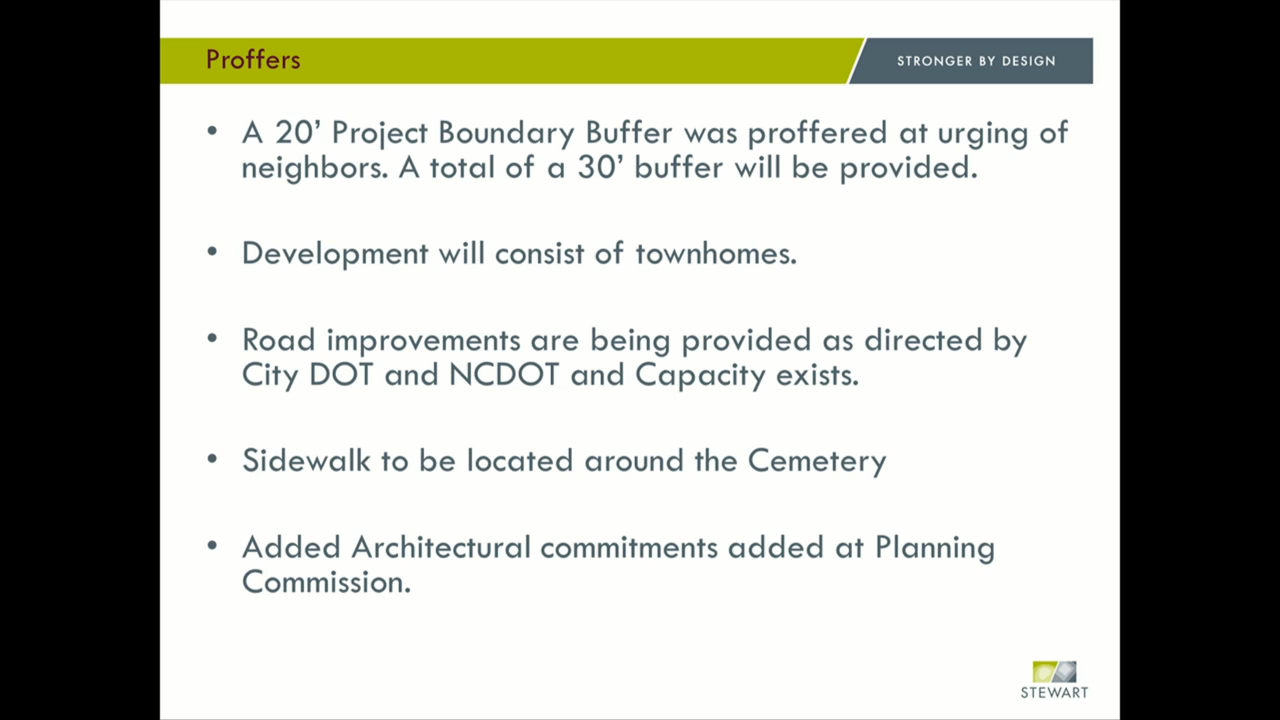 Proffers
STRONGER BY DESIGN
• A 20’ Project Boundary Buffer was proffered at urging of
neighbors. A total of a 30’ buffer will be provided.
• Development will consist of townhomes.
• Road improvements are being provided as directed by
City DOT and NCDOT and Capacity exists.
• Sidewalk to be located around the Cemetery
• Added Architectural commitments added at Planning
Commission.
STEWART